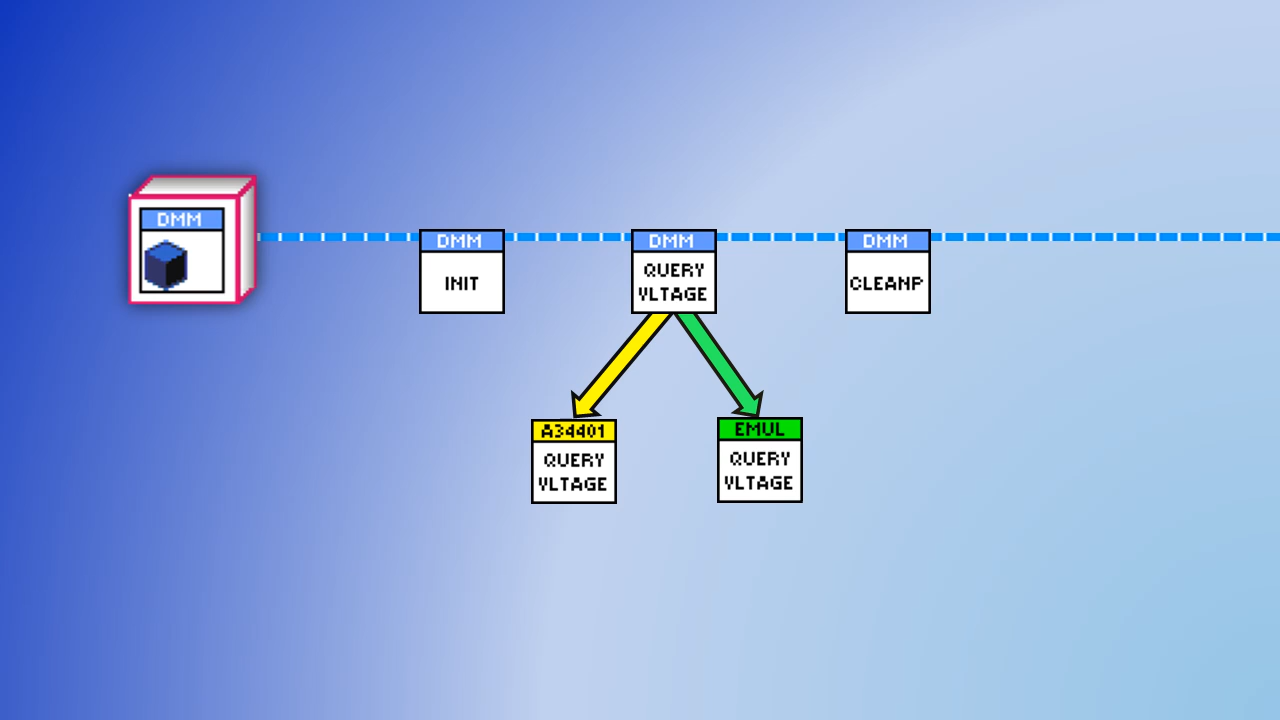 DMM
DMM
INIT
DMM
QUERY
VLTAGE
DMM
CLEANP
A34401
QUERY
VLTAGE
EMUL
QUERY
VLTAGE